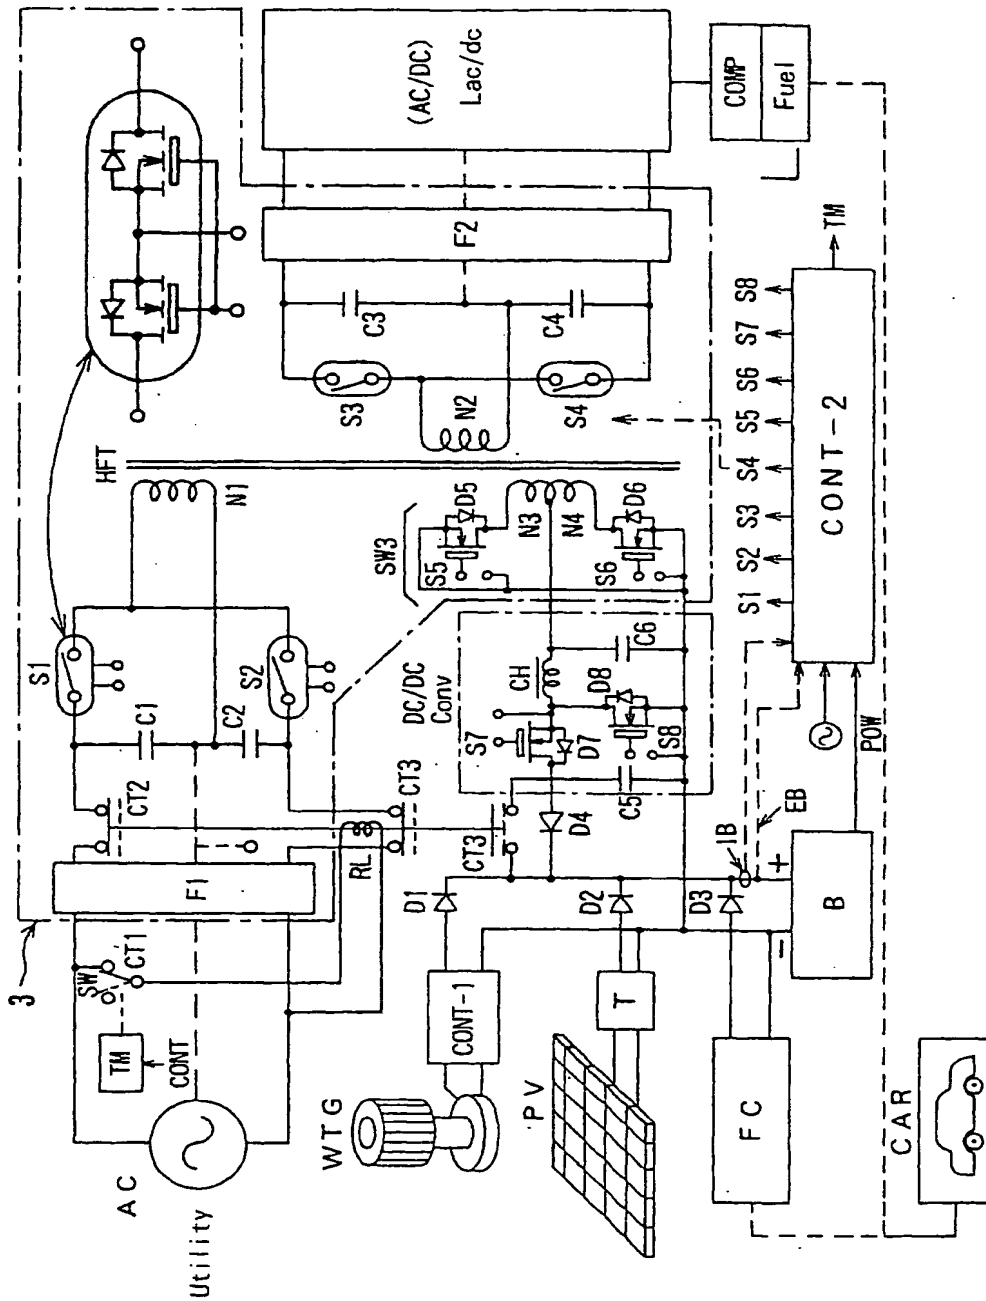 3
AC
Utility
TM
CONT
SW
CT1
F1
CT2
C1
C2
S1
S2
N1
HFT
RL
CT3
CT3
DC/DC
Conv
S7
D7
CH
D8
S8
C5
C6
D4
SW3
S5
D5
N3
N4
S6
D6
N2
S3
S4
C3
C4
F2
(AC/DC)
Lac/dc
COMP
Fuel
WTG
CONT-1
D1
PV
T
D2
D3
FC
CAR
IB
EB
B
+
−
POW
CONT-2
S1
S2
S3
S4
S5
S6
S7
S8
TM